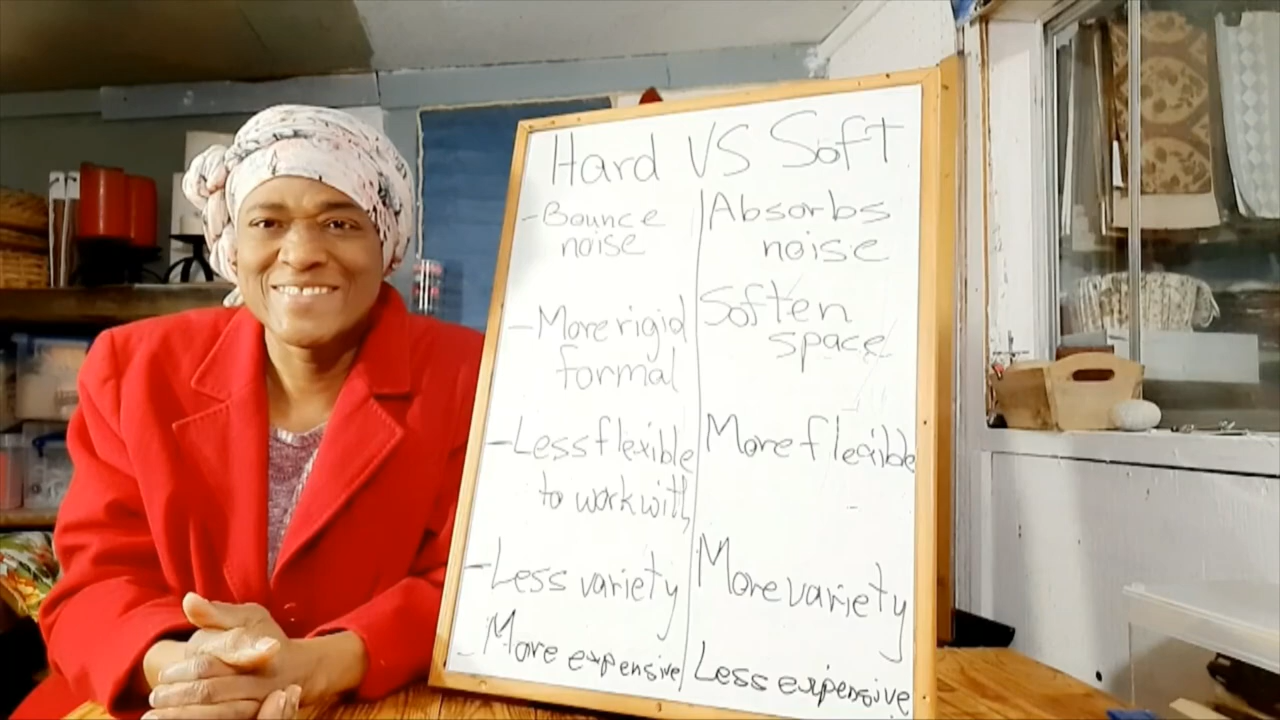 Hard VS Soft
-Bounce
noise
Absorbs
noise
-More rigid
formal
Soften
space
-Less flexible
to work with
More flexible
-Less variety
More variety
-More expensive
Less expensive